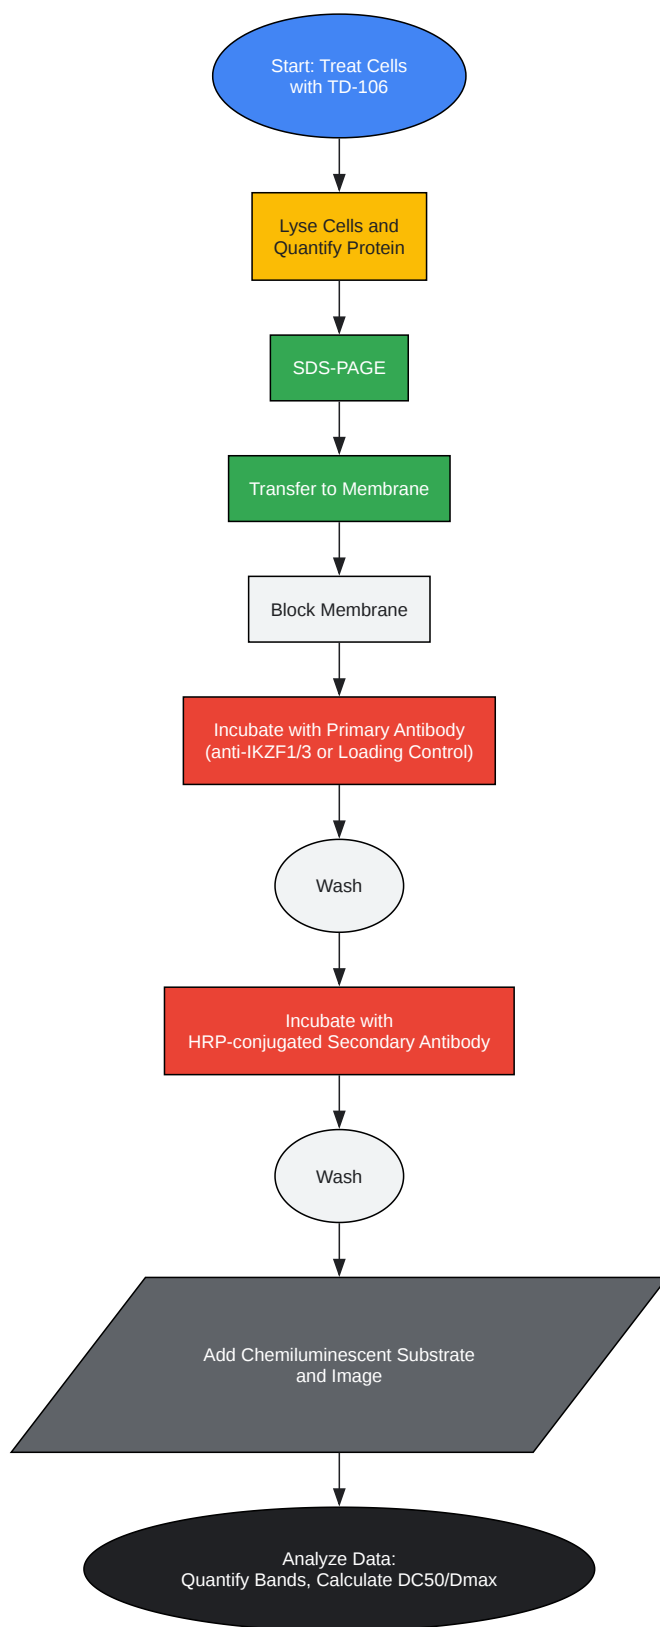 Start: Treat Cells
with TD-106
Lyse Cells and
Quantify Protein
SDS-PAGE
Transfer to Membrane
Block Membrane
Incubate with Primary Antibody
(anti-IKZF1/3 or Loading Control)
Wash
Incubate with
HRP-conjugated Secondary Antibody
Wash
Add Chemiluminescent Substrate
and Image
Analyze Data:
Quantify Bands, Calculate DC50/Dmax